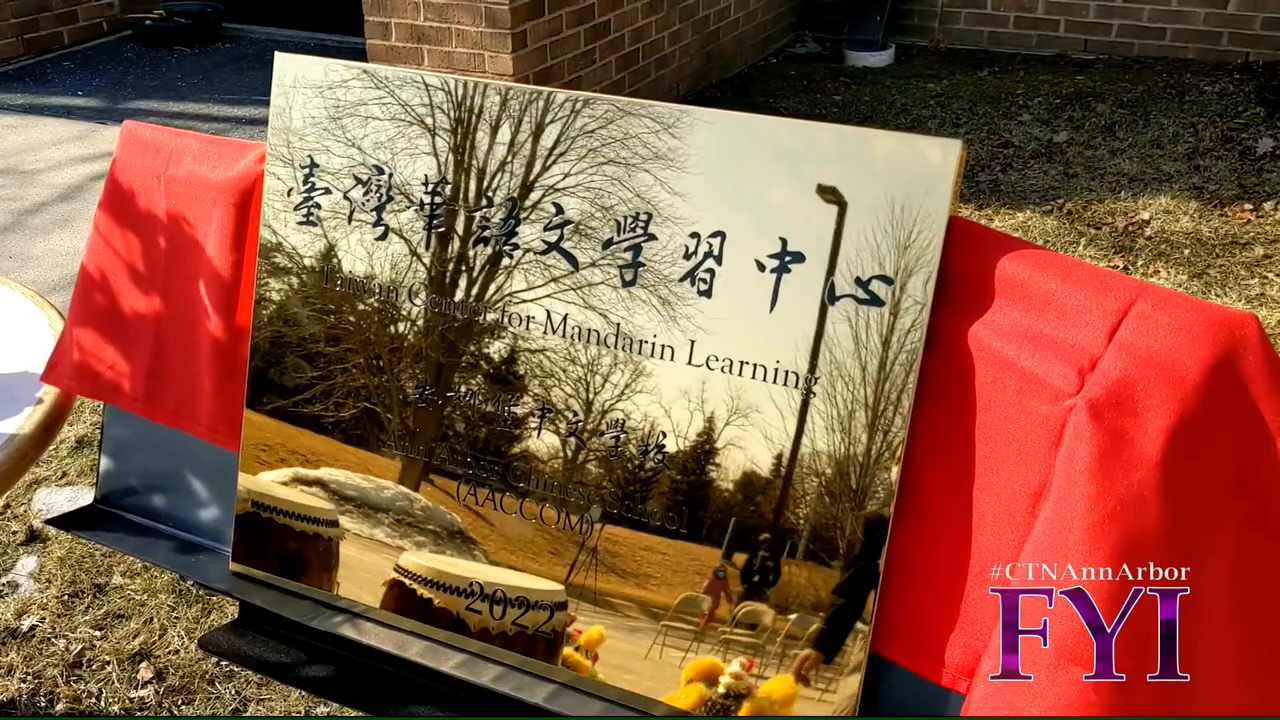 臺灣華語文學習中心
Taiwan Center for Mandarin Learning
安娜堡中文學校
Ann Arbor Chinese School
(AACCOM)
2022
#CTNAnnArbor
FYI